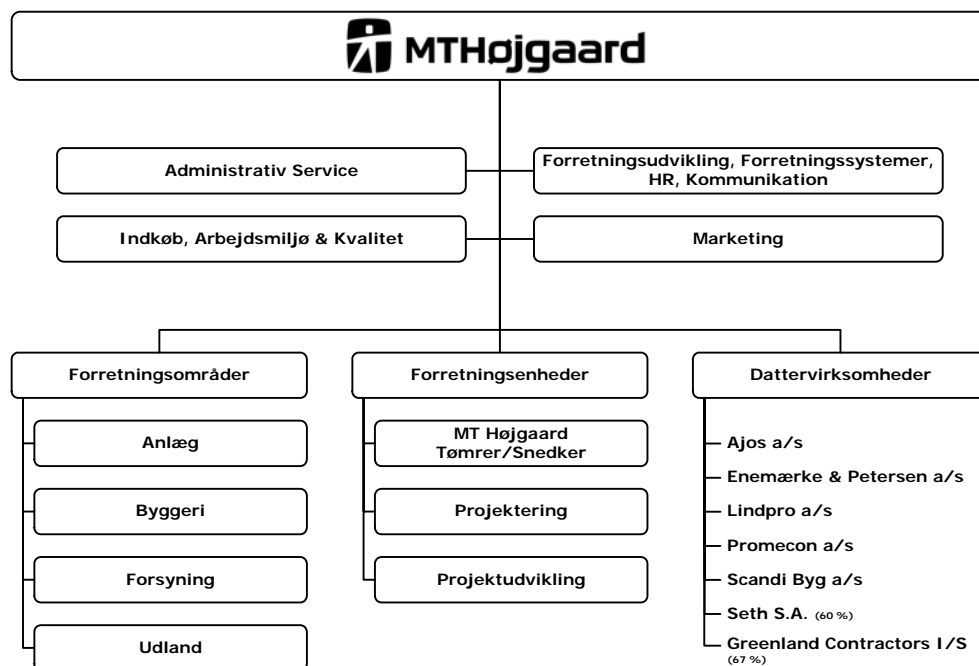 MTHøjgaard
Administrativ Service
Forretningsudvikling, Forretningssystemer,
HR, Kommunikation
Indkøb, Arbejdsmiljø & Kvalitet
Marketing
Forretningsområder
Anlæg
Byggeri
Forsyning
Udland
Forretningsenheder
MT Højgaard
Tømrer/Snedker
Projektering
Projektudvikling
Dattervirksomheder
Ajos a/s
Enemærke & Petersen a/s
Lindpro a/s
Promecon a/s
Scandi Byg a/s
Seth S.A. (60 %)
Greenland Contractors I/S
(67 %)